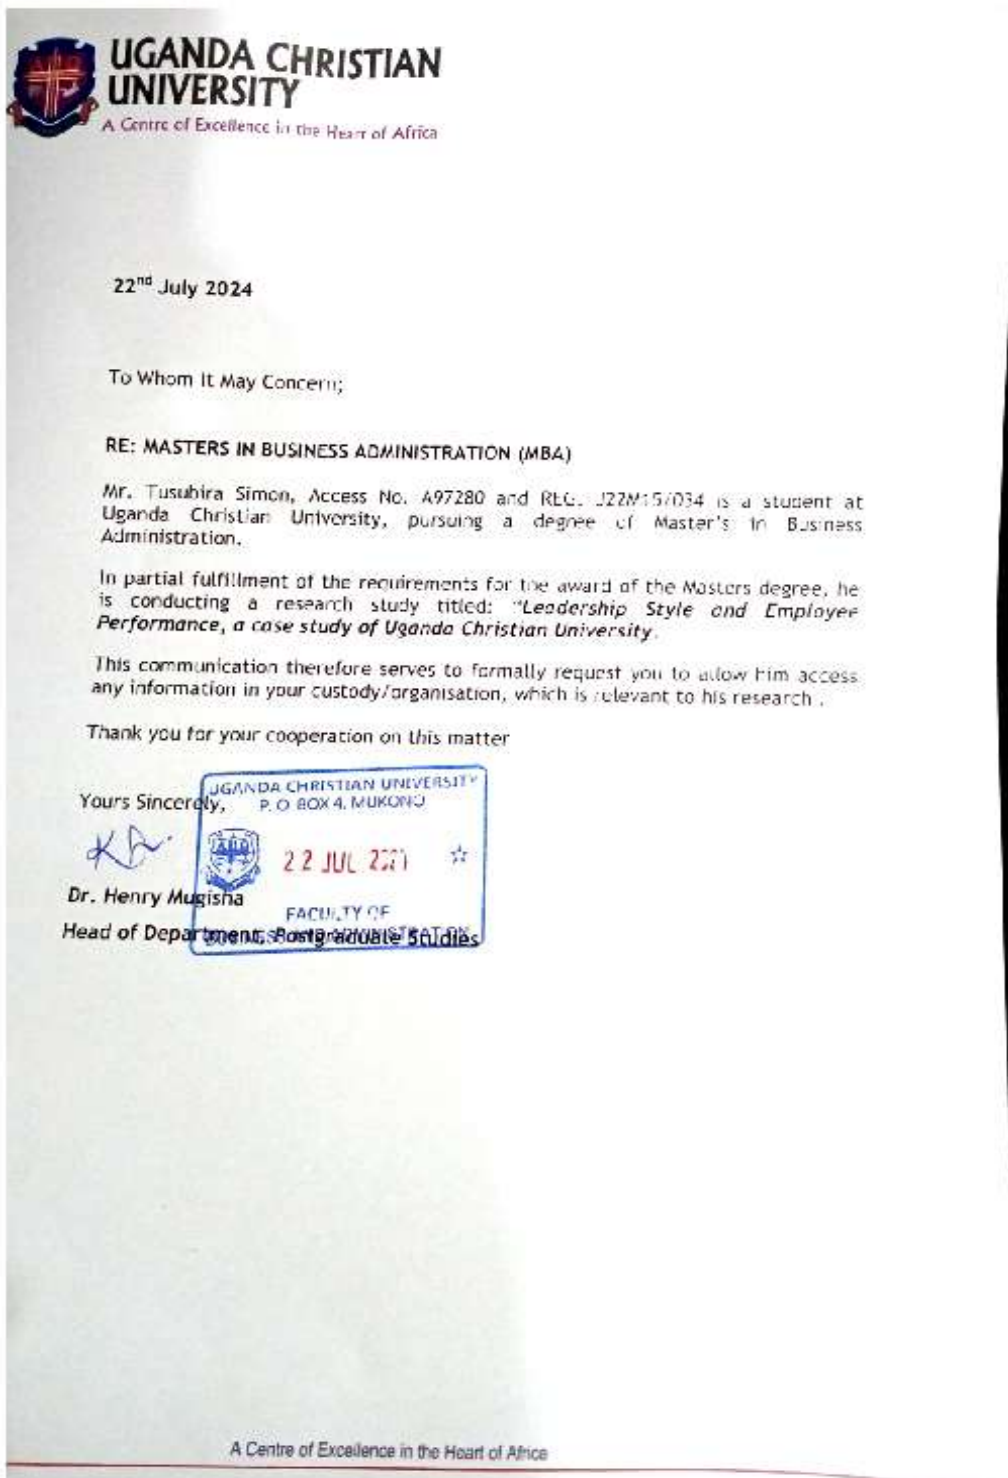 UGANDA CHRISTIAN
UNIVERSITY
A Centre of Excellence in the Heart of Africa
22nd July 2024
To Whom It May Concern;
RE: MASTERS IN BUSINESS ADMINISTRATION (MBA)
Mr. Tusubira Simon, Access No. A97280 and is a student at
Uganda Christian University, pursuing a degree of Master's in Business
Administration.
In partial fulfillment of the requirements for the award of the Masters degree, he
is conducting a research study titled: "Leadership Style and Employee
Performance, a case study of Uganda Christian University.
This communication therefore serves to formally request you to allow him access
any information in your custody/organisation, which is relevant to his research .
Thank you for your cooperation on this matter
Yours Sincerely,
UGANDA CHRISTIAN UNIVERSITY
P. O BOX 4, MUKONO
22 JUL
Dr. Henry Mugisha
FACULTY OF
Head of Department, Postgraduate Studies
BUSINESS AND ADMINISTRATION
A Centre of Excellence in the Heart of Africa